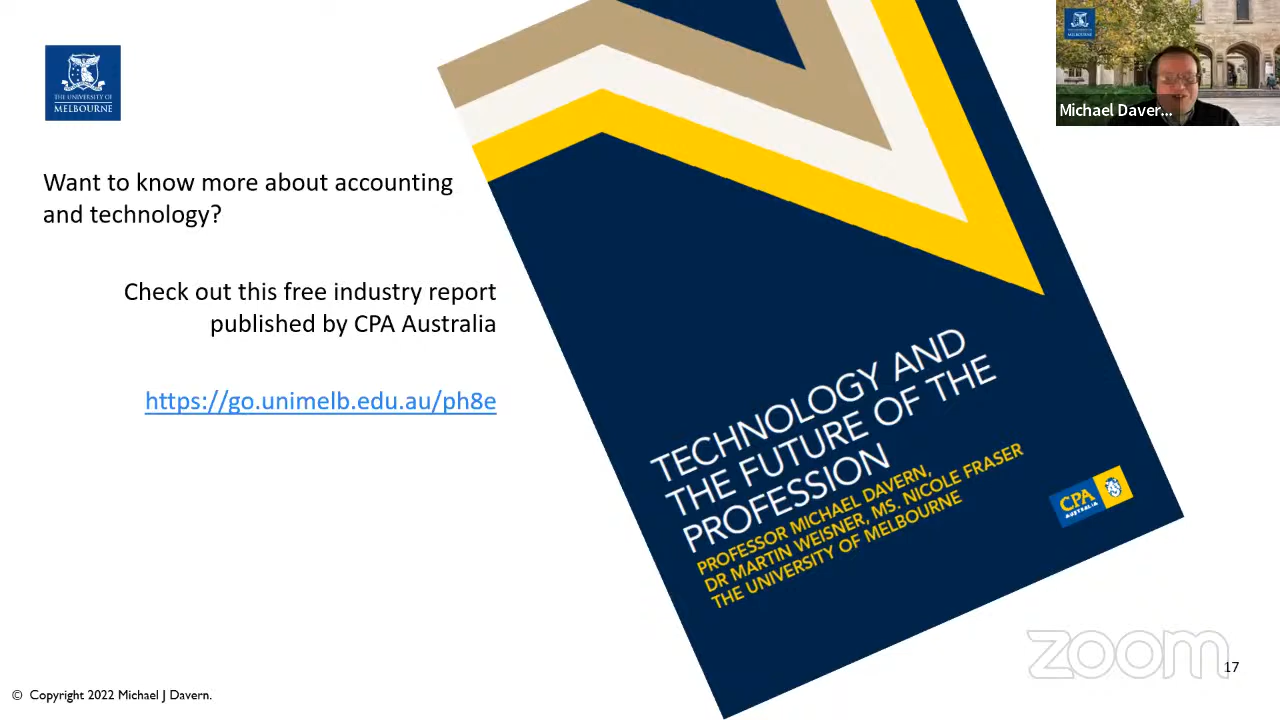 THE UNIVERSITY OF
MELBOURNE
Michael Daver...
Want to know more about accounting
and technology?
Check out this free industry report
published by CPA Australia
https://go.unimelb.edu.au/ph8e
TECHNOLOGY AND
THE FUTURE OF THE
PROFESSION
PROFESSOR MICHAEL DAVERN,
DR MARTIN WEISNER, MS. NICOLE FRASER
THE UNIVERSITY OF MELBOURNE
CPA
AUSTRALIA
zoom
17
© Copyright 2022 Michael J Davern.